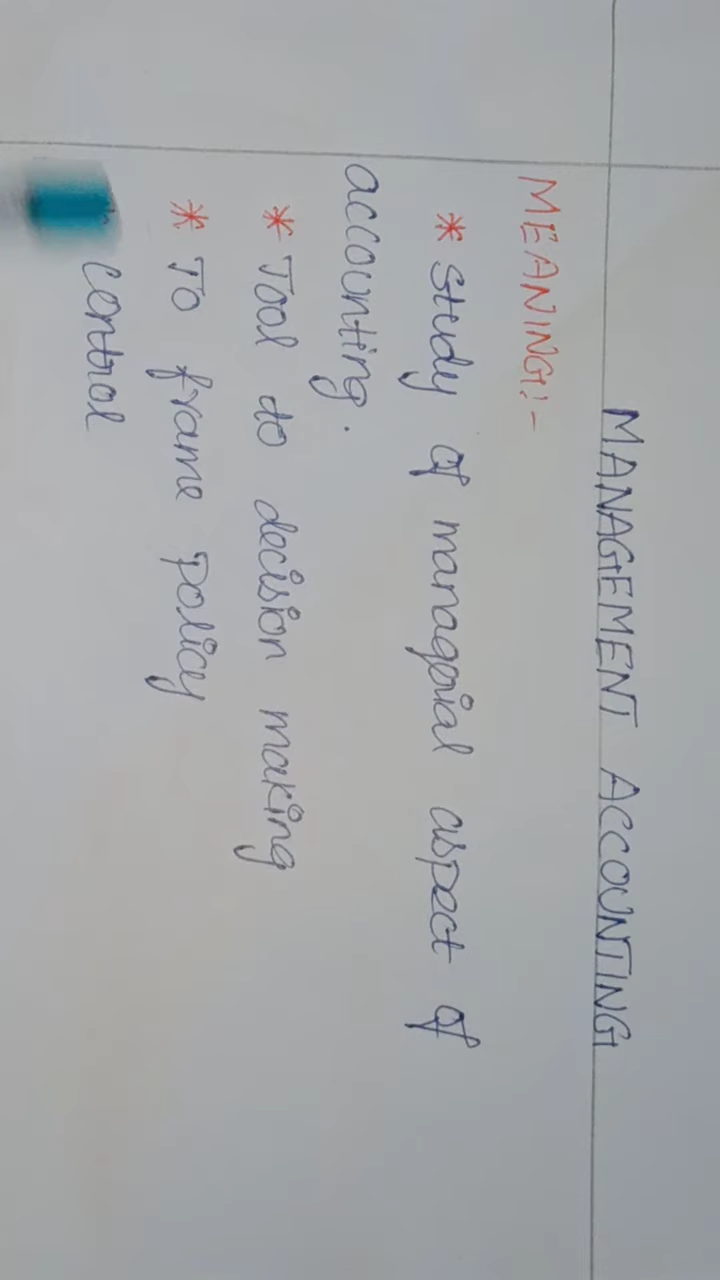 MANAGEMENT ACCOUNTING
MEANING:-
* Study of managerial aspect of
accounting.
* Tool to decision making
* To frame policy
control